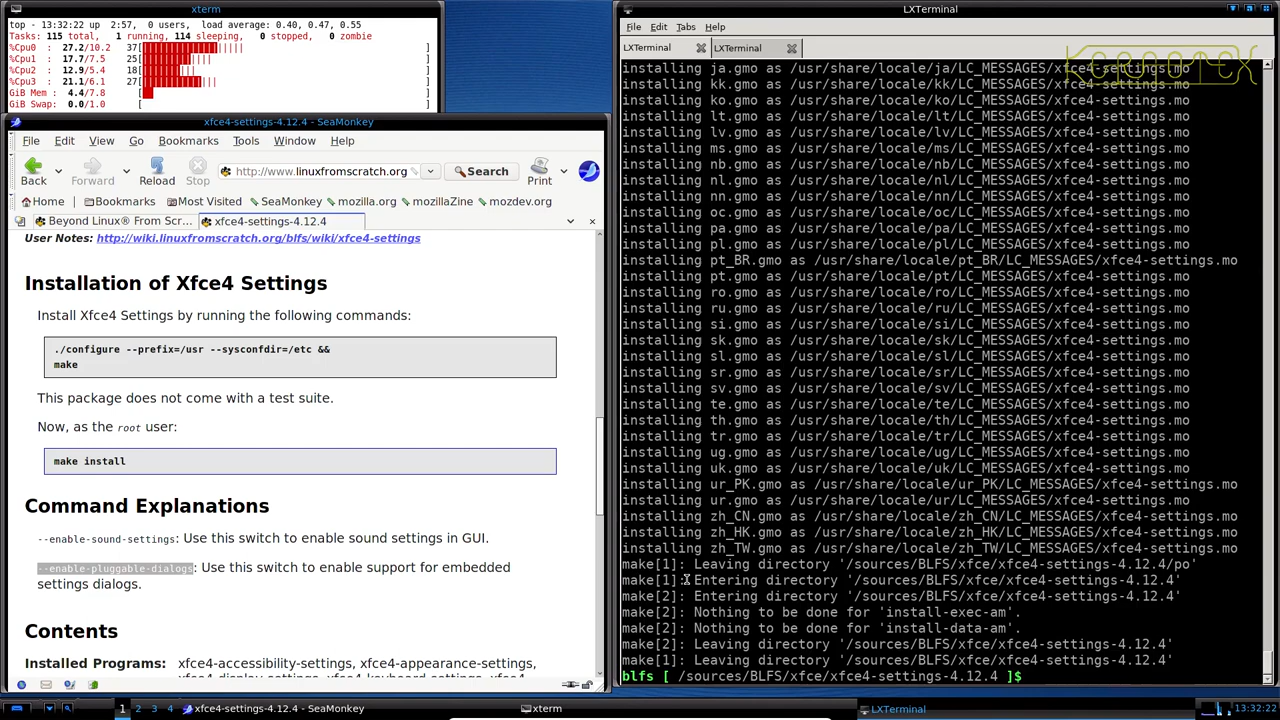 xterm
top - 13:32:22 up  2:57,  0 users,  load average: 0.40, 0.47, 0.55
Tasks: 115 total,   1 running, 114 sleeping,   0 stopped,   0 zombie
%Cpu0  :  27.2/10.2  37[||||||||||||||||||||| ]
%Cpu1  :  17.7/7.5   25[|||||||||||||| ]
%Cpu2  :  12.9/5.4   18[||||||||||| ]
%Cpu3  :  21.1/6.1   27[||||||||||||||| ]
GiB Mem :  4.4/7.8      [ ]
GiB Swap:  0.0/1.0      [ ]
xfce4-settings-4.12.4 - SeaMonkey
File Edit View Go Bookmarks Tools Window Help
Back Forward Reload Stop http://www.linuxfromscratch.org Search Print
Home Bookmarks Most Visited SeaMonkey mozilla.org mozillaZine mozdev.org
Beyond Linux® From Scr... xfce4-settings-4.12.4
User Notes: http://wiki.linuxfromscratch.org/blfs/wiki/xfce4-settings
Installation of Xfce4 Settings
Install Xfce4 Settings by running the following commands:
./configure --prefix=/usr --sysconfdir=/etc &&
make
This package does not come with a test suite.
Now, as the root user:
make install
Command Explanations
--enable-sound-settings: Use this switch to enable sound settings in GUI.
--enable-pluggable-dialogs: Use this switch to enable support for embedded
settings dialogs.
Contents
Installed Programs: xfce4-accessibility-settings, xfce4-appearance-settings,
LXTerminal
File Edit Tabs Help
LXTerminal LXTerminal
KERNOTEX
installing ja.gmo as /usr/share/locale/ja/LC_MESSAGES/xfce4-settings.mo
installing kk.gmo as /usr/share/locale/kk/LC_MESSAGES/xfce4-settings.mo
installing ko.gmo as /usr/share/locale/ko/LC_MESSAGES/xfce4-settings.mo
installing lt.gmo as /usr/share/locale/lt/LC_MESSAGES/xfce4-settings.mo
installing lv.gmo as /usr/share/locale/lv/LC_MESSAGES/xfce4-settings.mo
installing ms.gmo as /usr/share/locale/ms/LC_MESSAGES/xfce4-settings.mo
installing nb.gmo as /usr/share/locale/nb/LC_MESSAGES/xfce4-settings.mo
installing nl.gmo as /usr/share/locale/nl/LC_MESSAGES/xfce4-settings.mo
installing nn.gmo as /usr/share/locale/nn/LC_MESSAGES/xfce4-settings.mo
installing oc.gmo as /usr/share/locale/oc/LC_MESSAGES/xfce4-settings.mo
installing pa.gmo as /usr/share/locale/pa/LC_MESSAGES/xfce4-settings.mo
installing pl.gmo as /usr/share/locale/pl/LC_MESSAGES/xfce4-settings.mo
installing pt_BR.gmo as /usr/share/locale/pt_BR/LC_MESSAGES/xfce4-settings.mo
installing pt.gmo as /usr/share/locale/pt/LC_MESSAGES/xfce4-settings.mo
installing ro.gmo as /usr/share/locale/ro/LC_MESSAGES/xfce4-settings.mo
installing ru.gmo as /usr/share/locale/ru/LC_MESSAGES/xfce4-settings.mo
installing si.gmo as /usr/share/locale/si/LC_MESSAGES/xfce4-settings.mo
installing sk.gmo as /usr/share/locale/sk/LC_MESSAGES/xfce4-settings.mo
installing sl.gmo as /usr/share/locale/sl/LC_MESSAGES/xfce4-settings.mo
installing sr.gmo as /usr/share/locale/sr/LC_MESSAGES/xfce4-settings.mo
installing sv.gmo as /usr/share/locale/sv/LC_MESSAGES/xfce4-settings.mo
installing te.gmo as /usr/share/locale/te/LC_MESSAGES/xfce4-settings.mo
installing th.gmo as /usr/share/locale/th/LC_MESSAGES/xfce4-settings.mo
installing tr.gmo as /usr/share/locale/tr/LC_MESSAGES/xfce4-settings.mo
installing ug.gmo as /usr/share/locale/ug/LC_MESSAGES/xfce4-settings.mo
installing uk.gmo as /usr/share/locale/uk/LC_MESSAGES/xfce4-settings.mo
installing ur_PK.gmo as /usr/share/locale/ur_PK/LC_MESSAGES/xfce4-settings.mo
installing ur.gmo as /usr/share/locale/ur/LC_MESSAGES/xfce4-settings.mo
installing zh_CN.gmo as /usr/share/locale/zh_CN/LC_MESSAGES/xfce4-settings.mo
installing zh_HK.gmo as /usr/share/locale/zh_HK/LC_MESSAGES/xfce4-settings.mo
installing zh_TW.gmo as /usr/share/locale/zh_TW/LC_MESSAGES/xfce4-settings.mo
make[1]: Leaving directory '/sources/BLFS/xfce/xfce4-settings-4.12.4/po'
make[1]: Entering directory '/sources/BLFS/xfce/xfce4-settings-4.12.4'
make[2]: Entering directory '/sources/BLFS/xfce/xfce4-settings-4.12.4'
make[2]: Nothing to be done for 'install-exec-am'.
make[2]: Nothing to be done for 'install-data-am'.
make[2]: Leaving directory '/sources/BLFS/xfce/xfce4-settings-4.12.4'
make[1]: Leaving directory '/sources/BLFS/xfce/xfce4-settings-4.12.4'
blfs [ /sources/BLFS/xfce/xfce4-settings-4.12.4 ]$
1 2 3 4 xfce4-settings-4.12.4 - SeaMonkey xterm LXTerminal 13:32:22